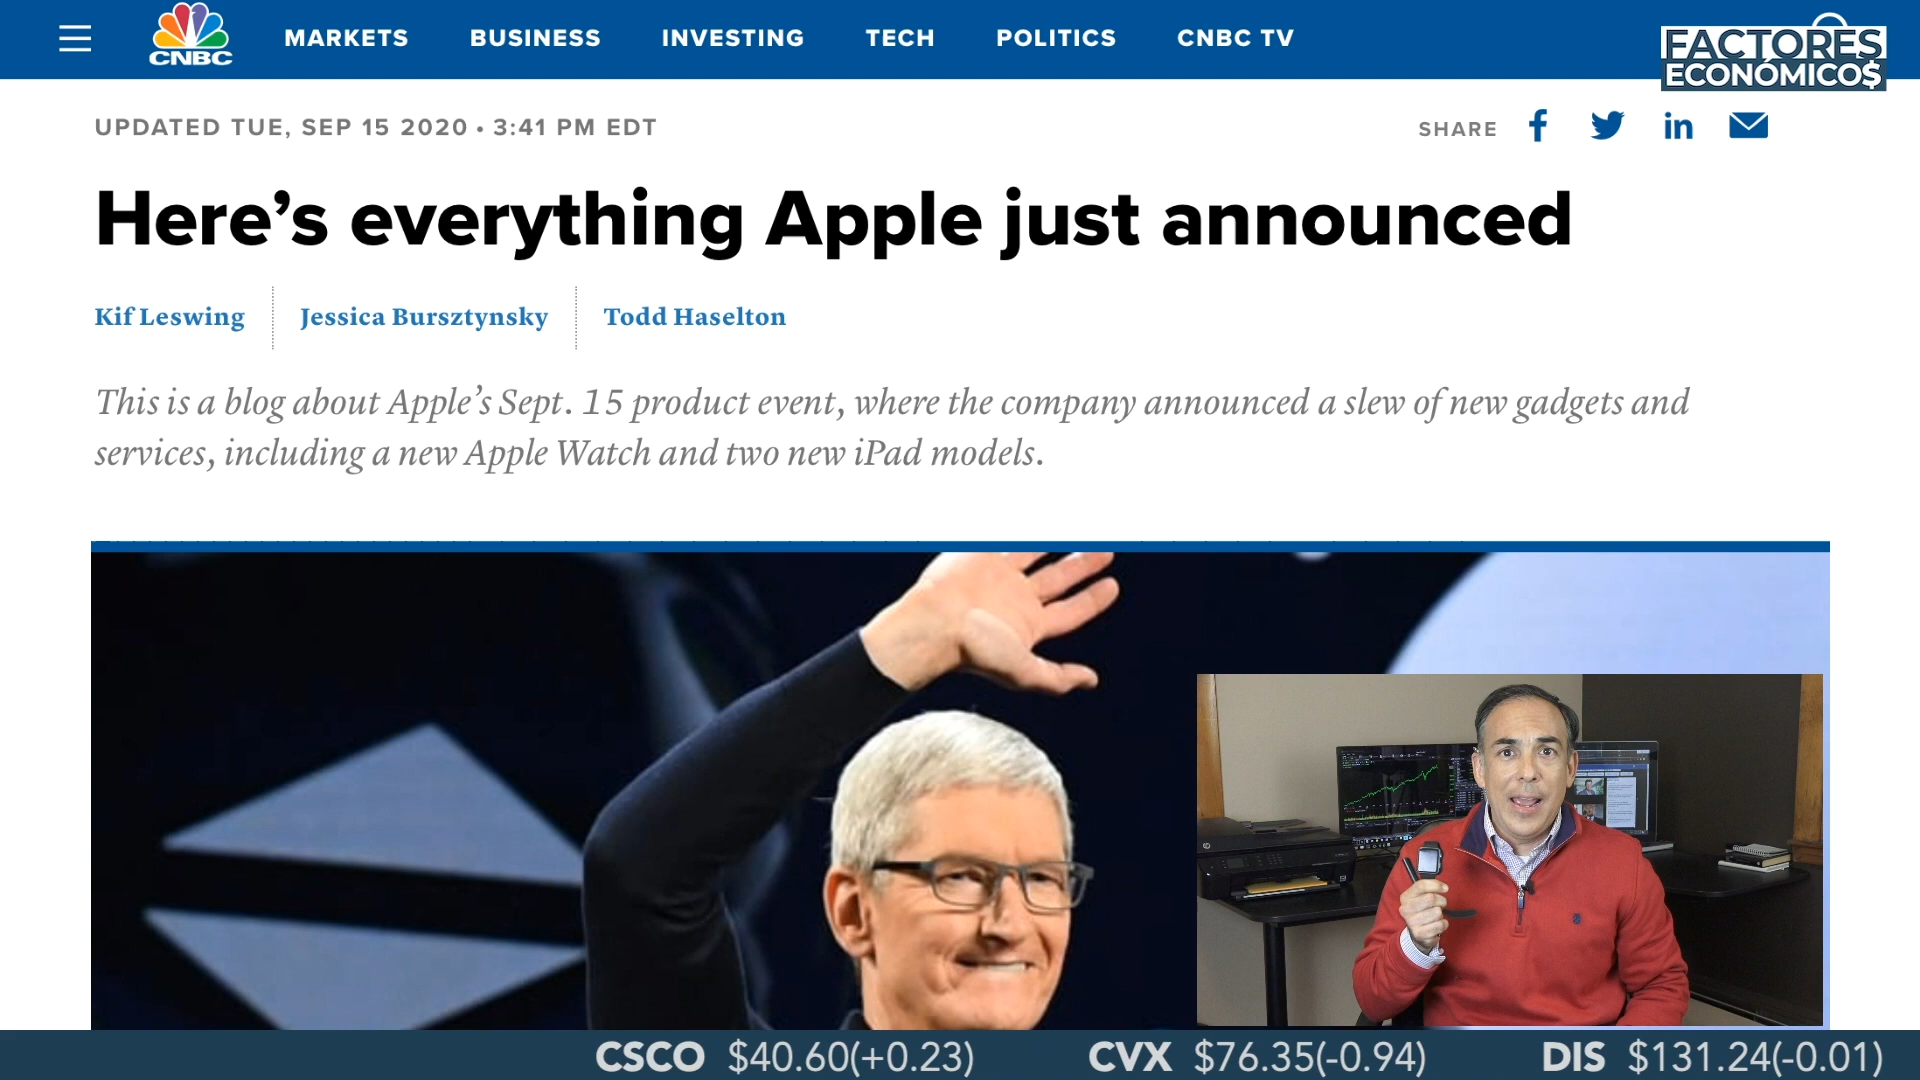 CNBC
MARKETS
BUSINESS
INVESTING
TECH
POLITICS
CNBC TV
FACTORES
ECONÓMICO$
UPDATED TUE, SEP 15 2020 • 3:41 PM EDT
SHARE
Here’s everything Apple just announced
Kif Leswing
Jessica Bursztynsky
Todd Haselton
This is a blog about Apple’s Sept. 15 product event, where the company announced a slew of new gadgets and
services, including a new Apple Watch and two new iPad models.
CSCO $40.60(+0.23)
CVX $76.35(-0.94)
DIS $131.24(-0.01)